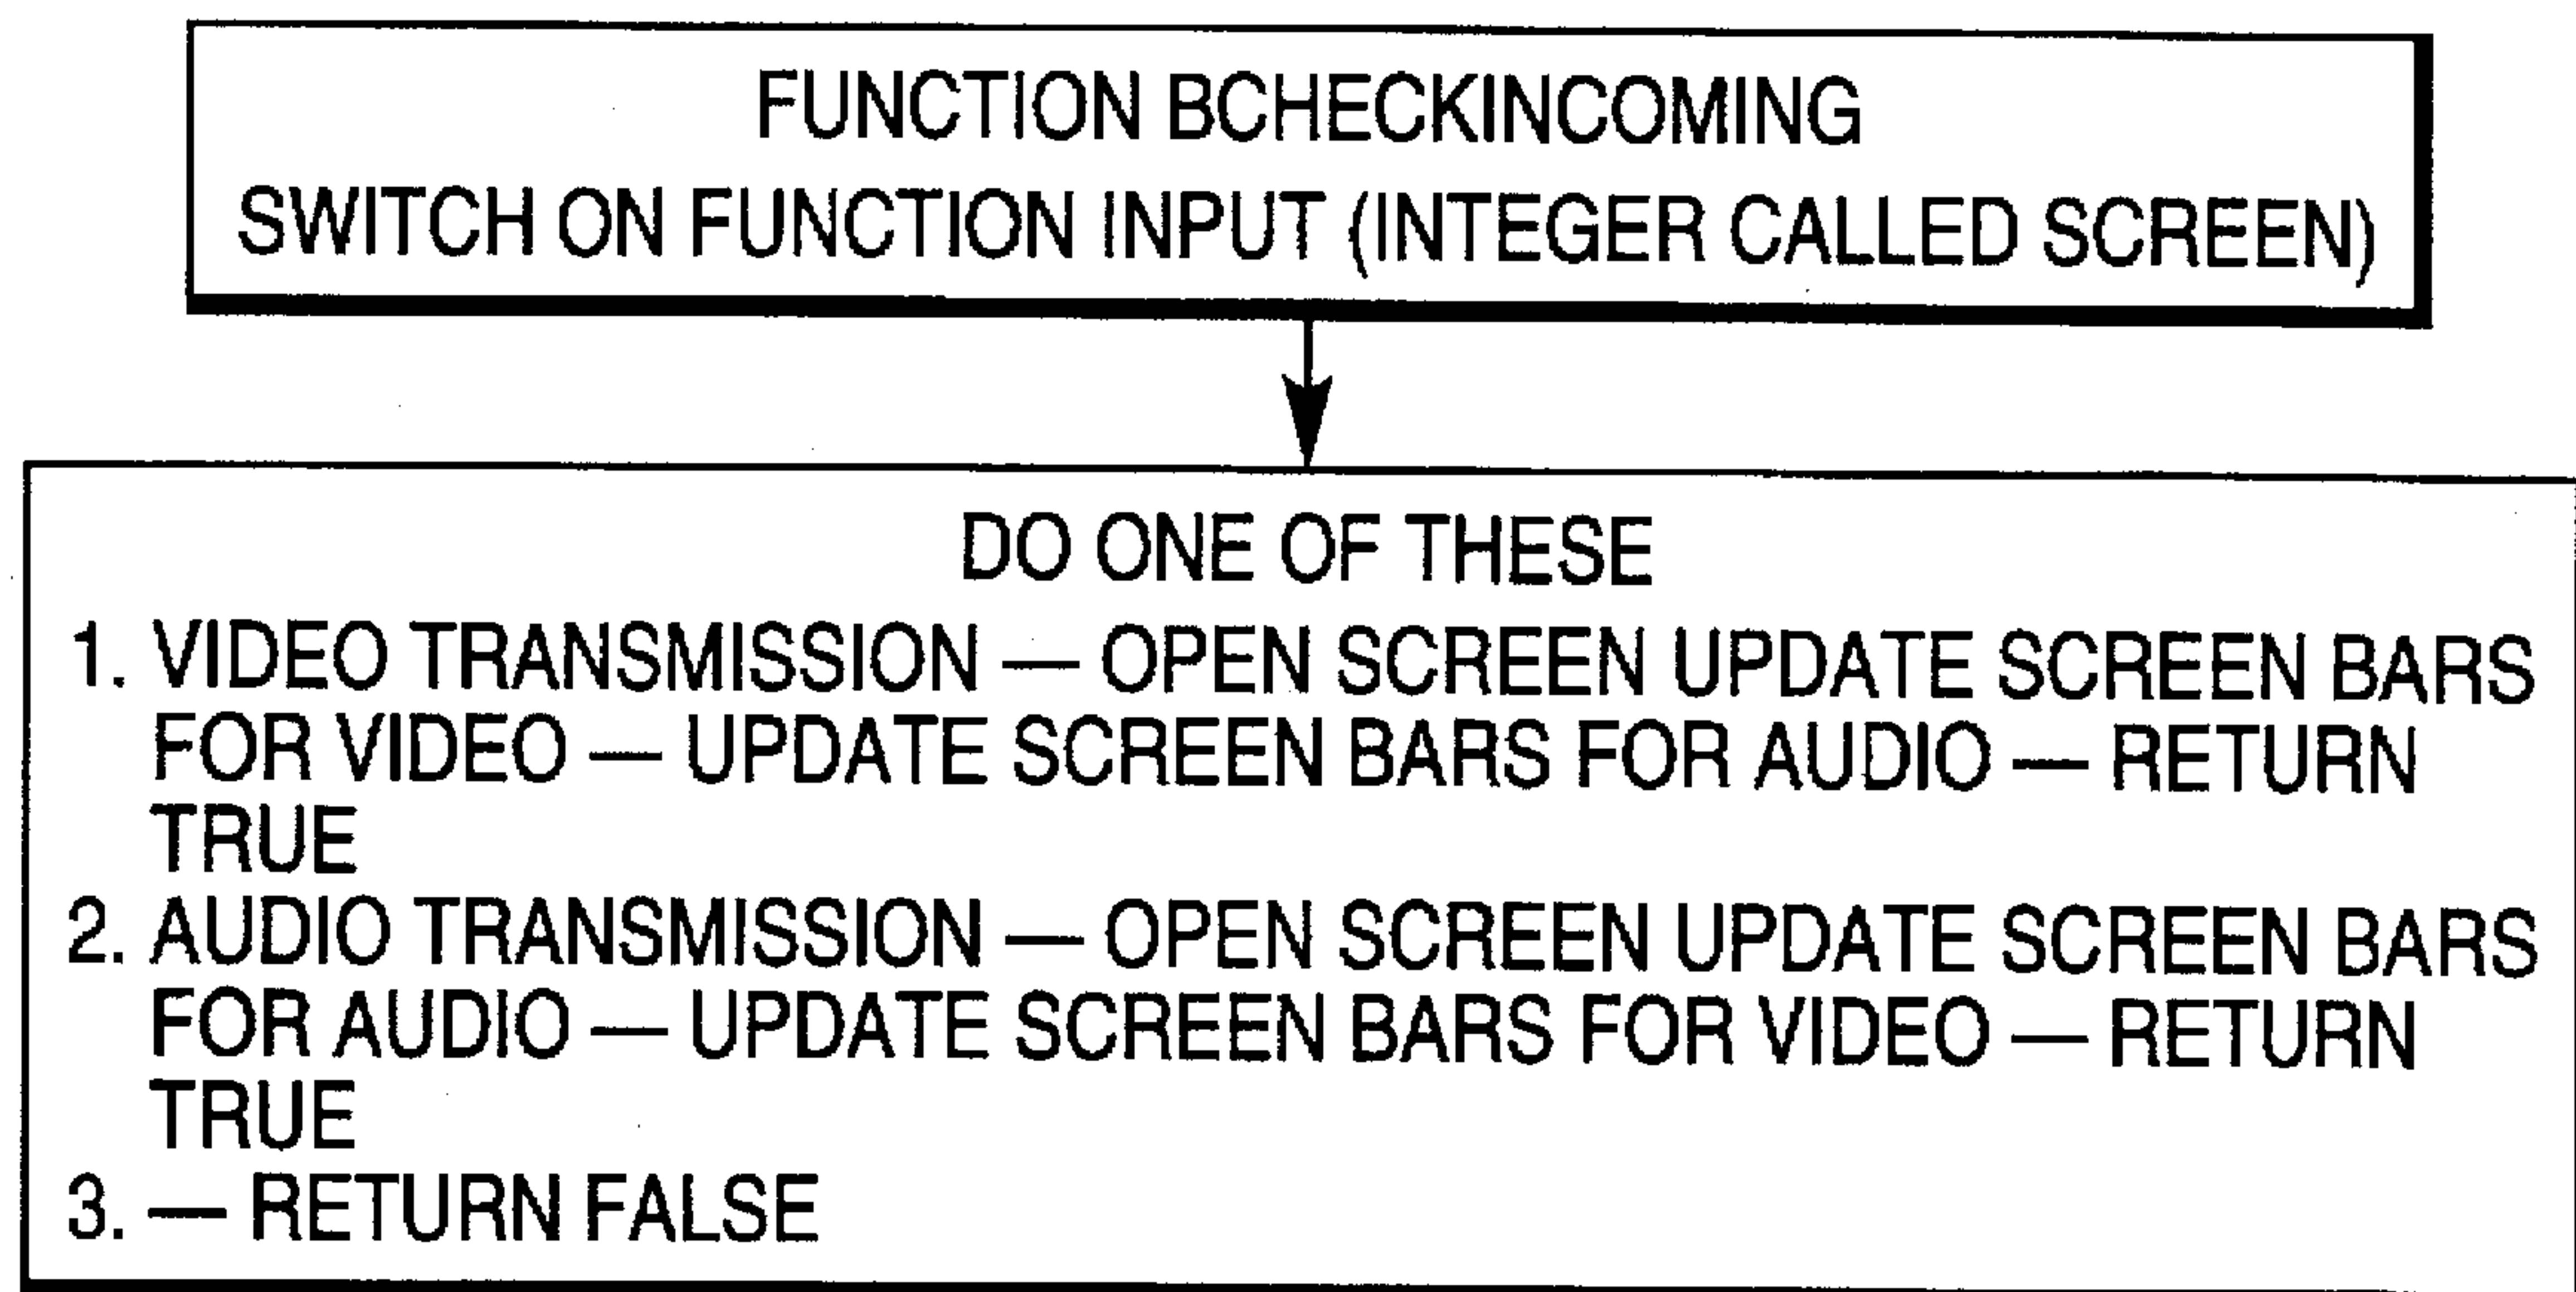 FUNCTION BCHECKINCOMING
SWITCH ON FUNCTION INPUT (INTEGER CALLED SCREEN)
DO ONE OF THESE
1. VIDEO TRANSMISSION — OPEN SCREEN UPDATE SCREEN BARS
FOR VIDEO — UPDATE SCREEN BARS FOR AUDIO — RETURN
TRUE
2. AUDIO TRANSMISSION — OPEN SCREEN UPDATE SCREEN BARS
FOR AUDIO — UPDATE SCREEN BARS FOR VIDEO — RETURN
TRUE
3. — RETURN FALSE